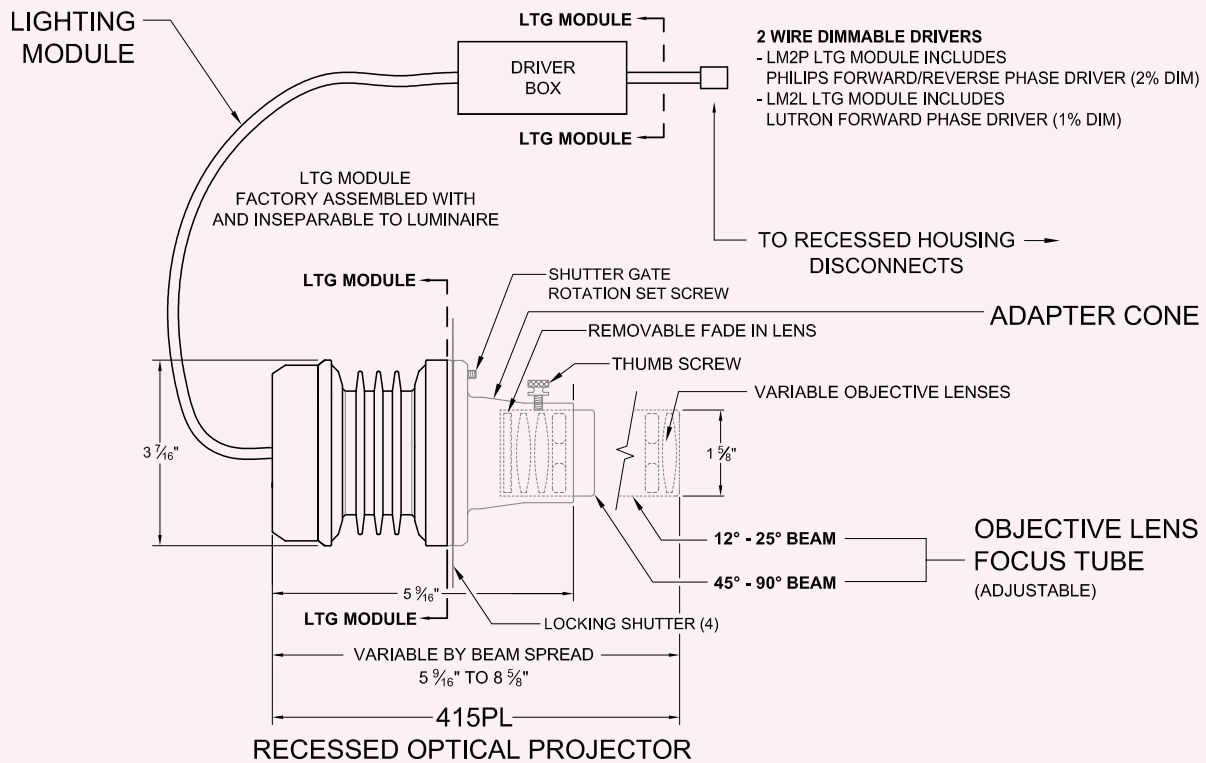 LIGHTING
MODULE
LTG MODULE
DRIVER
BOX
LTG MODULE
2 WIRE DIMMABLE DRIVERS
- LM2P LTG MODULE INCLUDES
PHILIPS FORWARD/REVERSE PHASE DRIVER (2% DIM)
- LM2L LTG MODULE INCLUDES
LUTRON FORWARD PHASE DRIVER (1% DIM)
LTG MODULE
FACTORY ASSEMBLED WITH
AND INSEPARABLE TO LUMINAIRE
TO RECESSED HOUSING
DISCONNECTS
LTG MODULE
SHUTTER GATE
ROTATION SET SCREW
ADAPTER CONE
REMOVABLE FADE IN LENS
THUMB SCREW
VARIABLE OBJECTIVE LENSES
3 7⁄16"
1 5⁄8"
12° - 25° BEAM
45° - 90° BEAM
OBJECTIVE LENS
FOCUS TUBE
(ADJUSTABLE)
5 9⁄16"
LTG MODULE
LOCKING SHUTTER (4)
VARIABLE BY BEAM SPREAD
5 9⁄16" TO 8 5⁄8"
415PL
RECESSED OPTICAL PROJECTOR